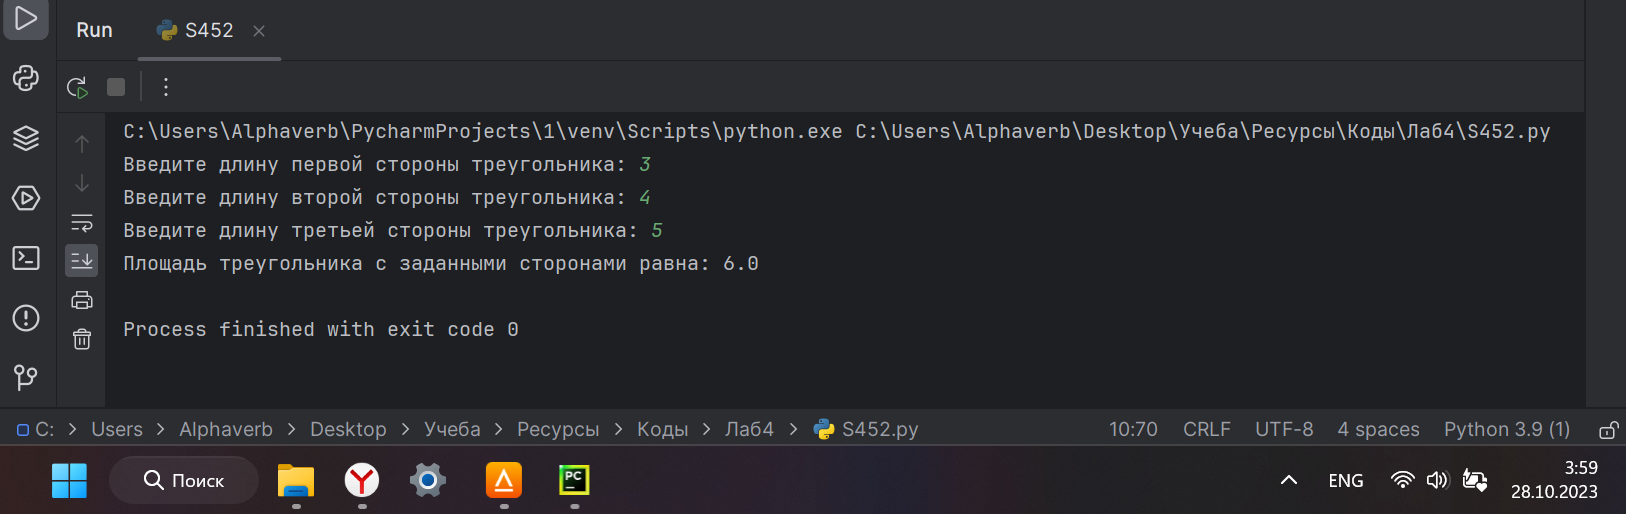 Run S452
C:\Users\Alphaverb\PycharmProjects\1\venv\Scripts\python.exe C:\Users\Alphaverb\Desktop\Учеба\Ресурсы\Коды\Лаб4\S452.py
Введите длину первой стороны треугольника: 3
Введите длину второй стороны треугольника: 4
Введите длину третьей стороны треугольника: 5
Площадь треугольника с заданными сторонами равна: 6.0
Process finished with exit code 0
C: > Users > Alphaverb > Desktop > Учеба > Ресурсы > Коды > Лаб4 > S452.py 10:70 CRLF UTF-8 4 spaces Python 3.9 (1)
Поиск PC ENG 3:59
28.10.2023